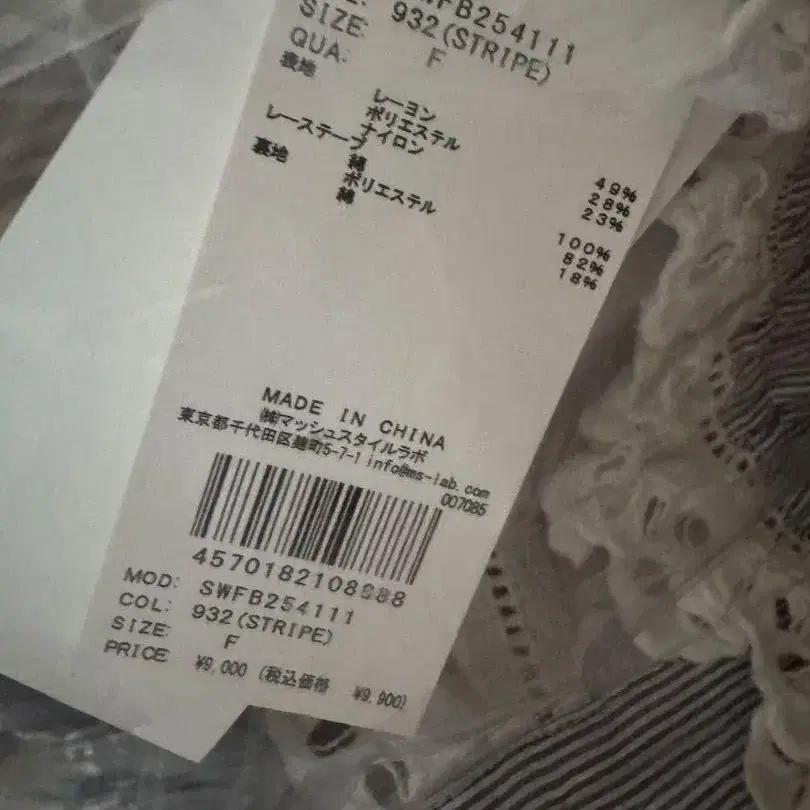 SWFB254111
932(STRIPE)
SIZE: F
QUA:
表地
レーヨン 49%
ポリエステル 28%
ナイロン 23%
レーステープ
綿 100%
裏地
ポリエステル 82%
綿 18%
MADE IN CHINA
㈱マッシュスタイルラボ
東京都千代田区麹町5-7-1 info@ms-lab.com
007085
MOD: SWFB254111
COL: 932(STRIPE)
SIZE: F
PRICE ¥9,000 (税込価格 ¥9,900)